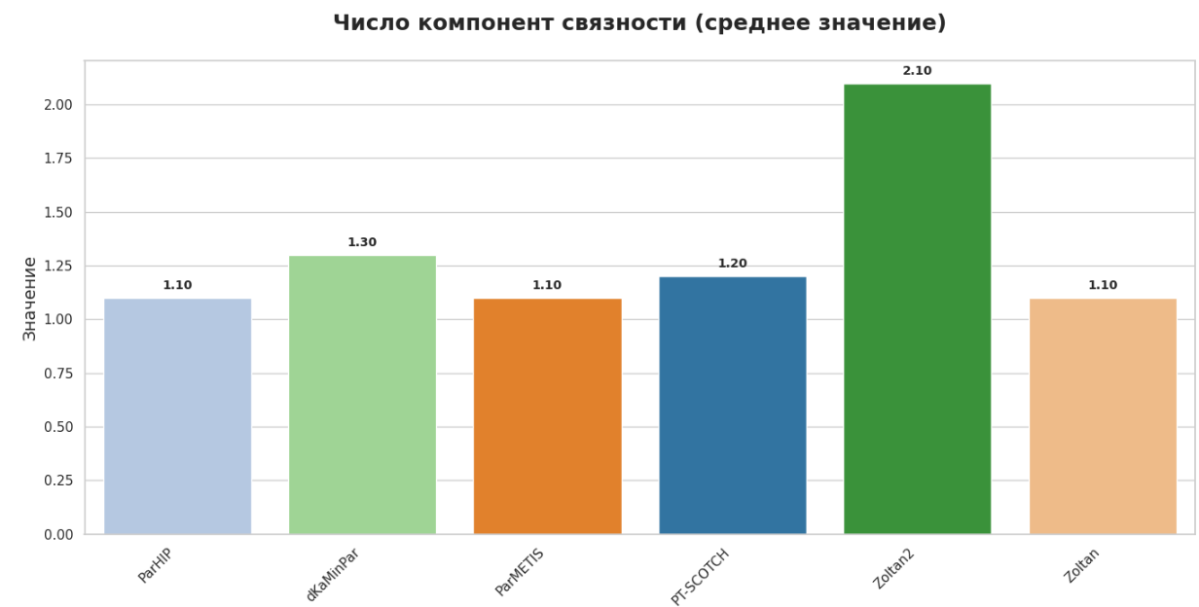 Число компонент связности (среднее значение)
Значение
2.00
1.75
1.50
1.25
1.00
0.75
0.50
0.25
0.00
1.10
1.30
1.10
1.20
2.10
1.10
ParHIP
dKaMinPar
ParMETIS
PT-SCOTCH
Zoltan2
Zoltan